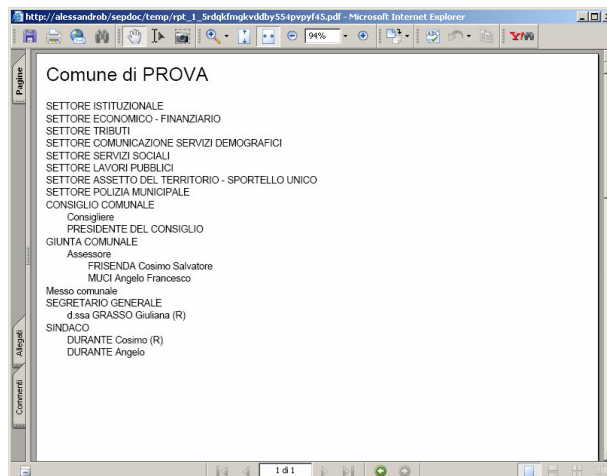 http://alessandrob/sepdoc/temp/rpt_1_5rdqkfmgkvddby554pvpyf45.pdf - Microsoft Internet Explorer
94%
Y!
Pagine
Comune di PROVA
SETTORE ISTITUZIONALE
SETTORE ECONOMICO - FINANZIARIO
SETTORE TRIBUTI
SETTORE COMUNICAZIONE SERVIZI DEMOGRAFICI
SETTORE SERVIZI SOCIALI
SETTORE LAVORI PUBBLICI
SETTORE ASSETTO DEL TERRITORIO - SPORTELLO UNICO
SETTORE POLIZIA MUNICIPALE
CONSIGLIO COMUNALE
Consigliere
PRESIDENTE DEL CONSIGLIO
GIUNTA COMUNALE
Assessore
FRISENDA Cosimo Salvatore
MUCI Angelo Francesco
Messo comunale
SEGRETARIO GENERALE
d.ssa GRASSO Giuliana (R)
SINDACO
DURANTE Cosimo (R)
DURANTE Angelo
Allegati
Commenti
1 di 1